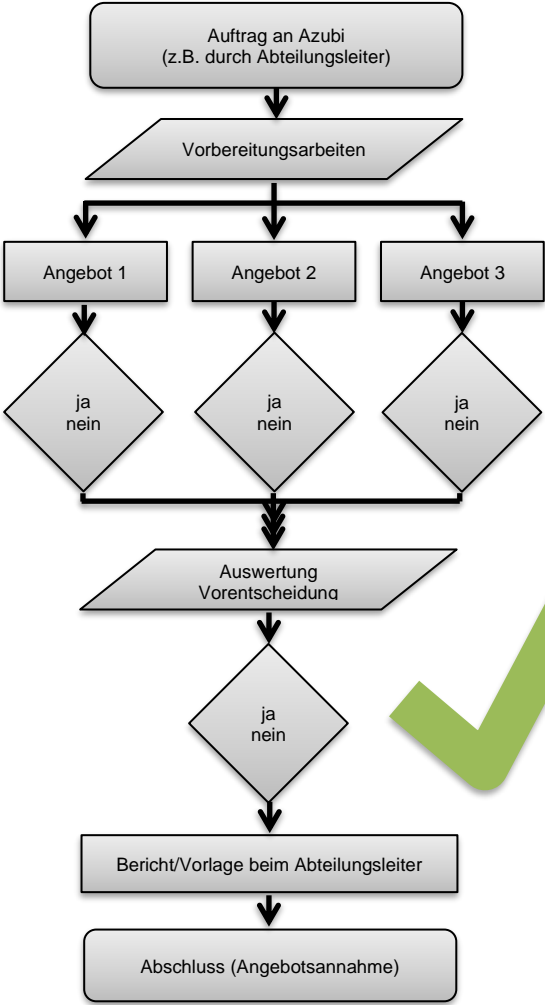 Auftrag an Azubi
(z.B. durch Abteilungsleiter)
Vorbereitungsarbeiten
Angebot 1
Angebot 2
Angebot 3
ja
nein
ja
nein
ja
nein
Auswertung
Vorentscheidung
ja
nein
Bericht/Vorlage beim Abteilungsleiter
Abschluss (Angebotsannahme)